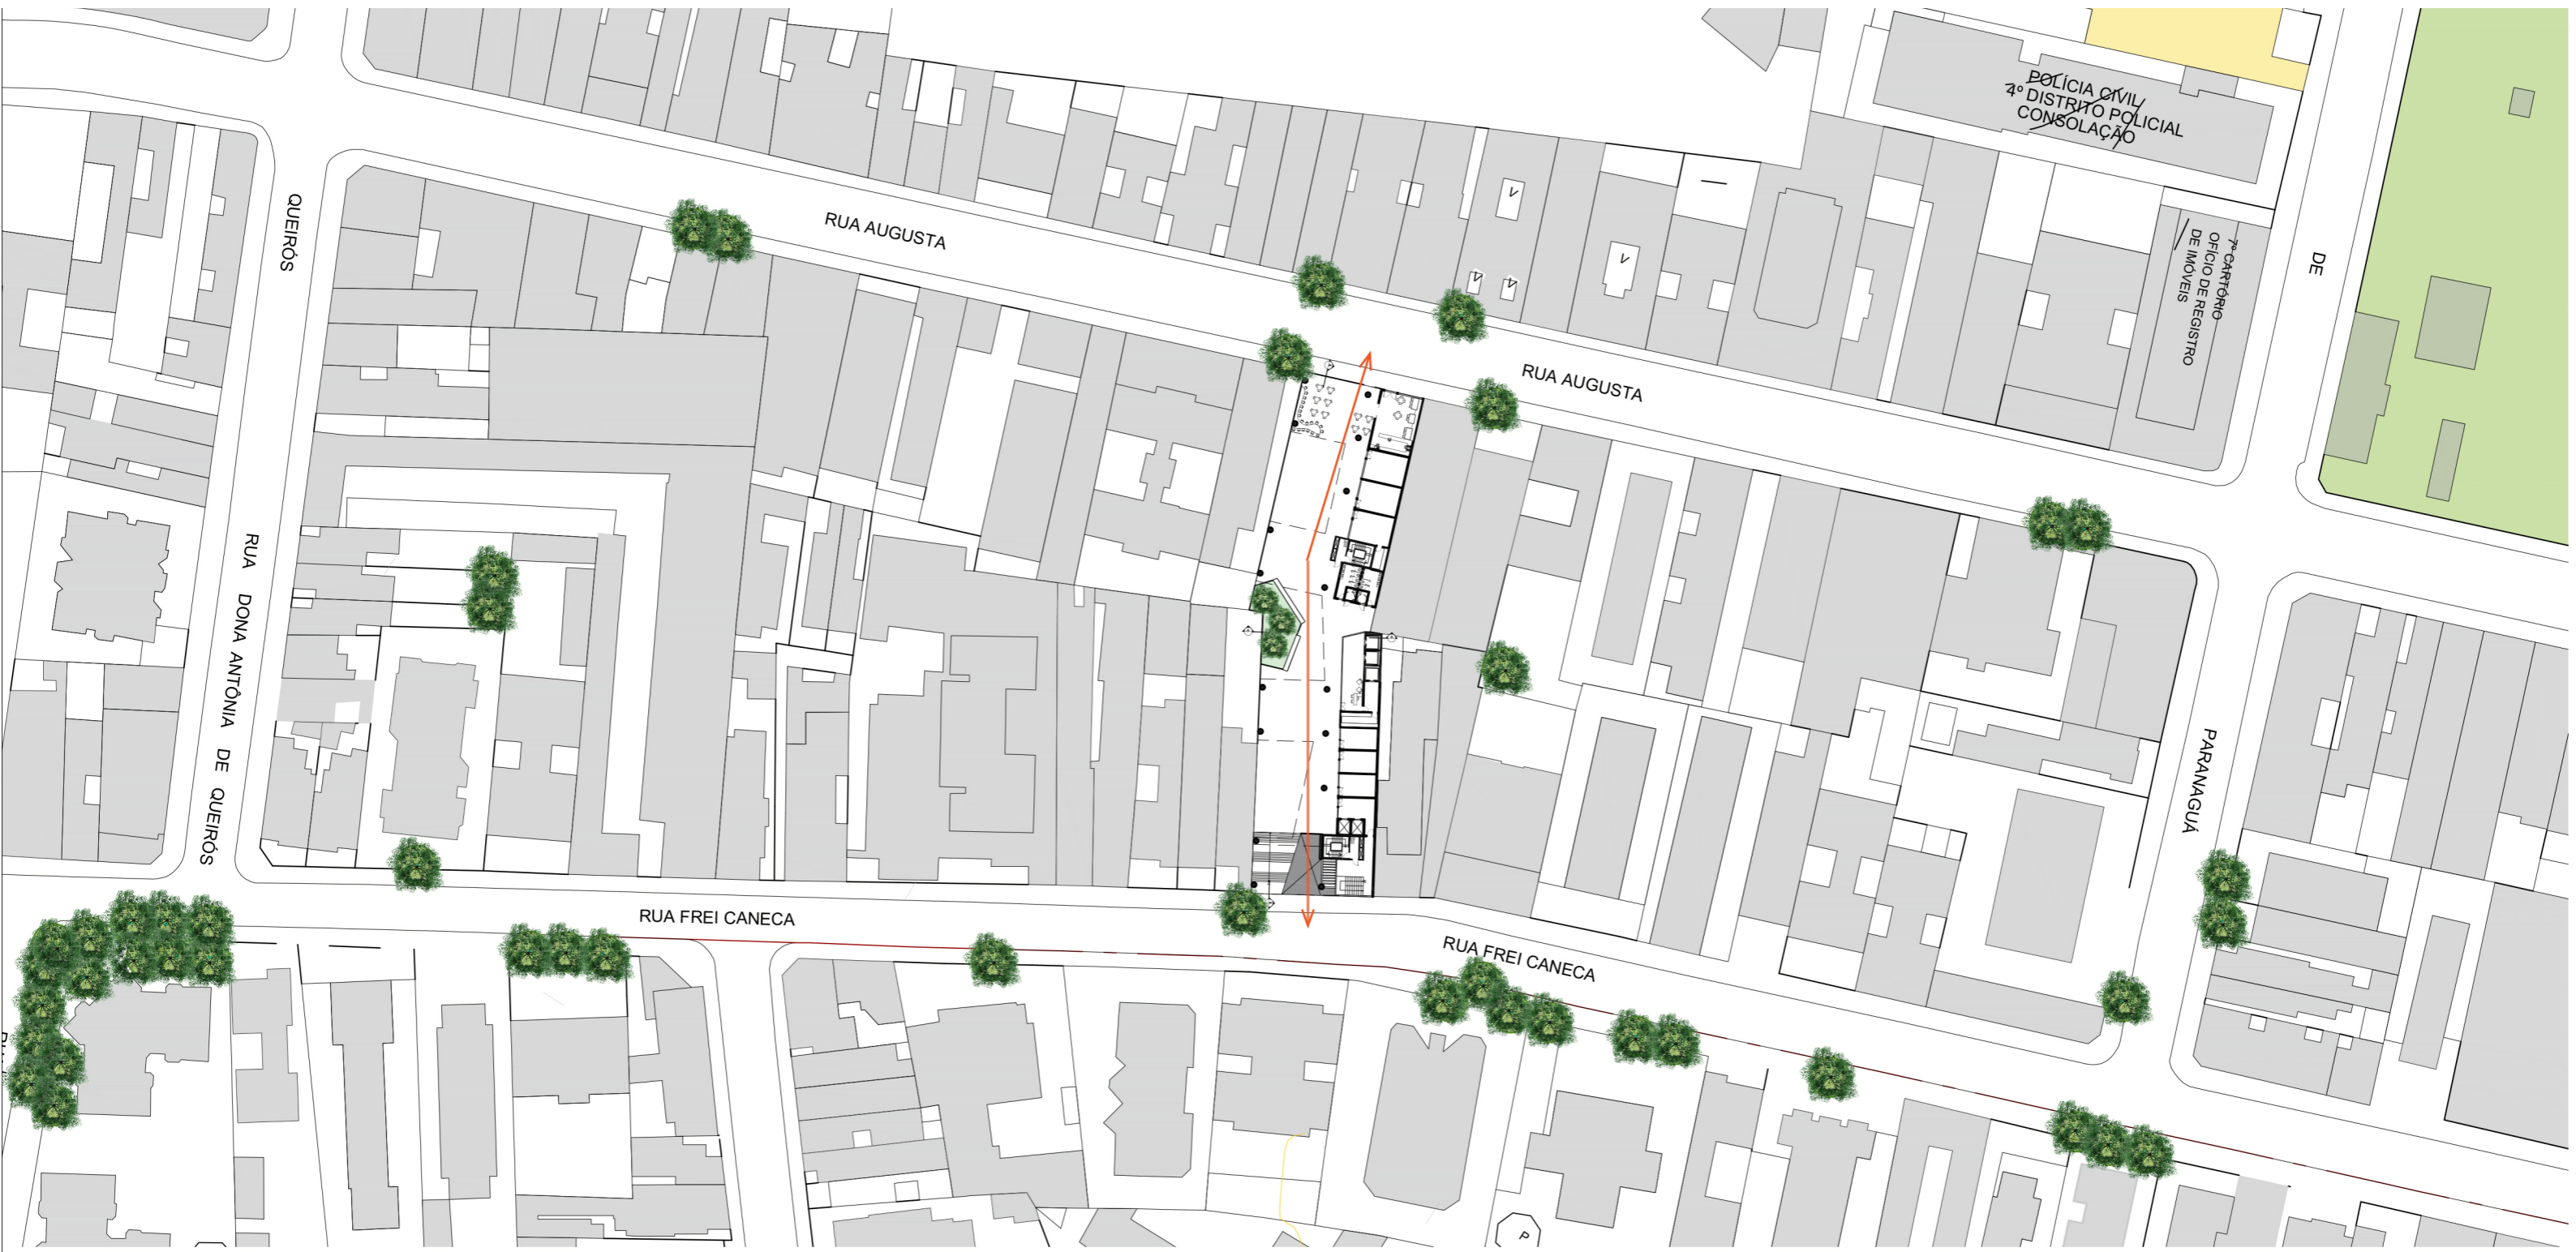 POLÍCIA CIVIL/
4º DISTRITO POLICIAL
CONSOLAÇÃO
QUEIRÓS
RUA AUGUSTA
7º CARTÓRIO
OFÍCIO DE REGISTRO
DE IMÓVEIS
DE
V
V
V
V
RUA AUGUSTA
RUA DONA ANTÔNIA DE QUEIRÓS
PARANAGUÁ
RUA FREI CANECA
RUA FREI CANECA
P